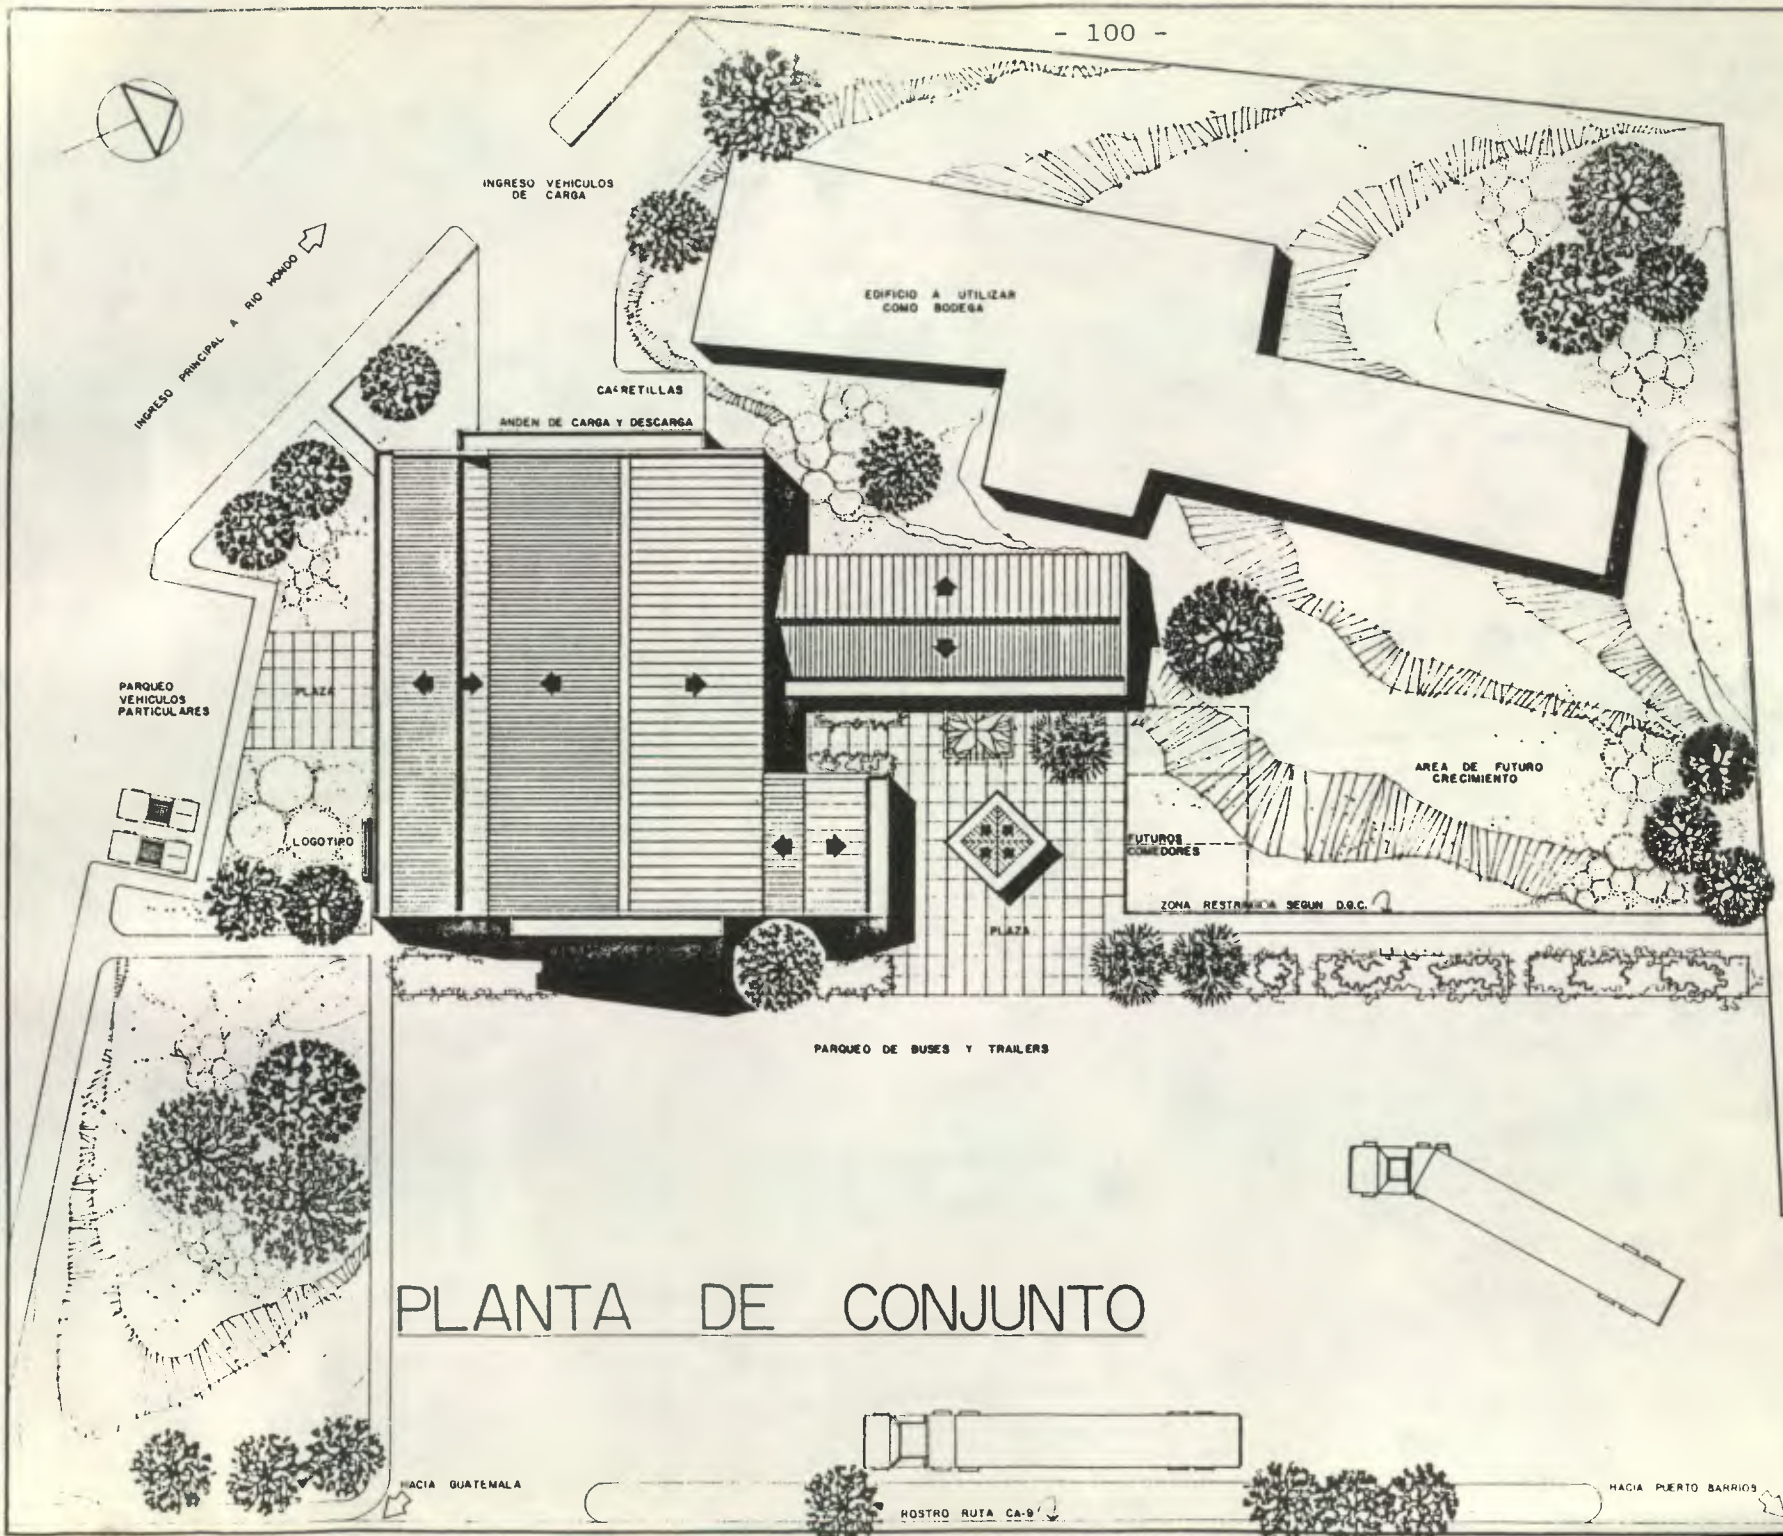 - 100 -
INGRESO VEHICULOS
DE CARGA
INGRESO PRINCIPAL A RIO HONDO
EDIFICIO A UTILIZAR
COMO BODEGA
CARRETILLAS
ANDEN DE CARGA Y DESCARGA
PARQUEO
VEHICULOS
PARTICULARES
PLAZA
LOGOTIPO
AREA DE FUTURO
CRECIMIENTO
FUTUROS
COMEDORES
ZONA RESTRINGIDA SEGUN D.G.C.
PLAZA
PARQUEO DE BUSES Y TRAILERS
PLANTA DE CONJUNTO
HACIA GUATEMALA
ROSTRO RUTA CA-9
HACIA PUERTO BARRIOS